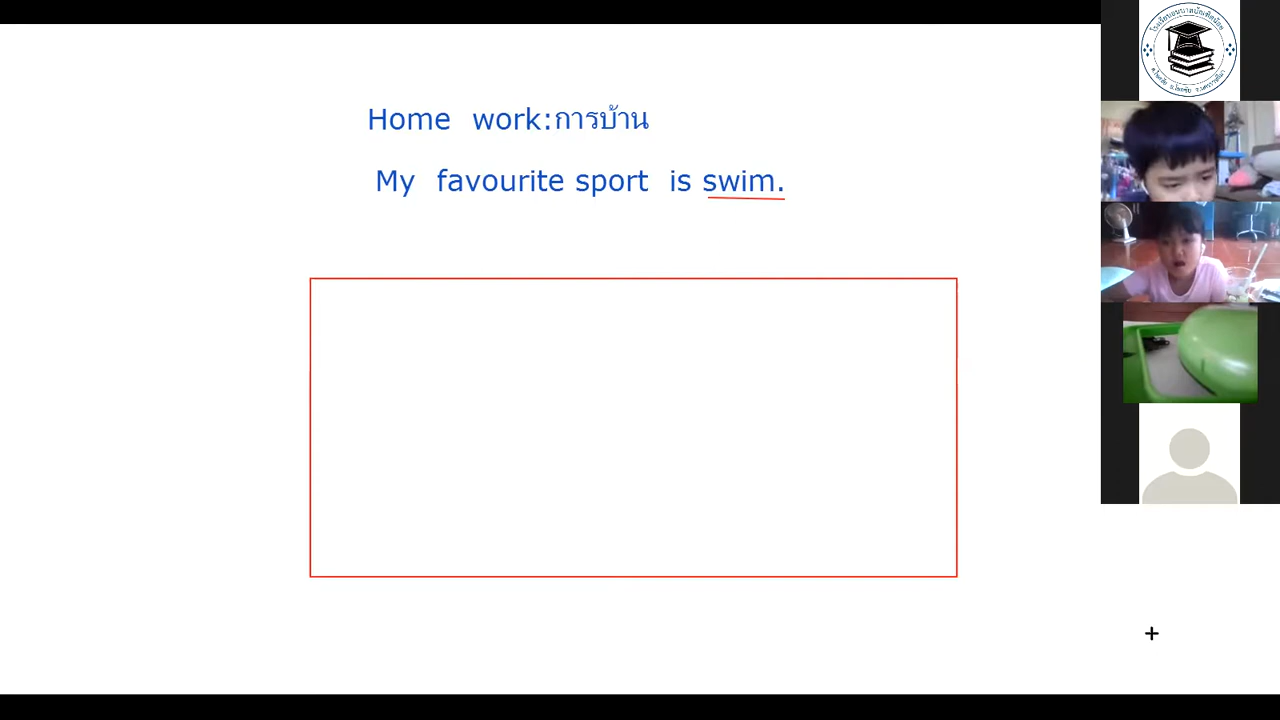 Home work:การบ้าน
My favourite sport is swim.